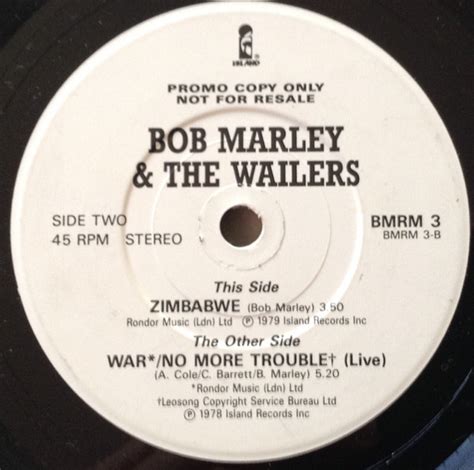 ISLAND
PROMO COPY ONLY
NOT FOR RESALE
BOB MARLEY
& THE WAILERS
SIDE TWO
45 RPM STEREO
BMRM 3
BMRM 3-B
This Side
ZIMBABWE (Bob Marley) 3.50
Rondor Music (Ldn) Ltd ℗ 1979 Island Records Inc
The Other Side
WAR*/NO MORE TROUBLE† (Live)
(A. Cole/C. Barrett/B. Marley) 5.20
*Rondor Music (Ldn) Ltd
†Leosong Copyright Service Bureau Ltd
℗ 1978 Island Records Inc